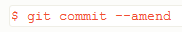 $ git commit --amend